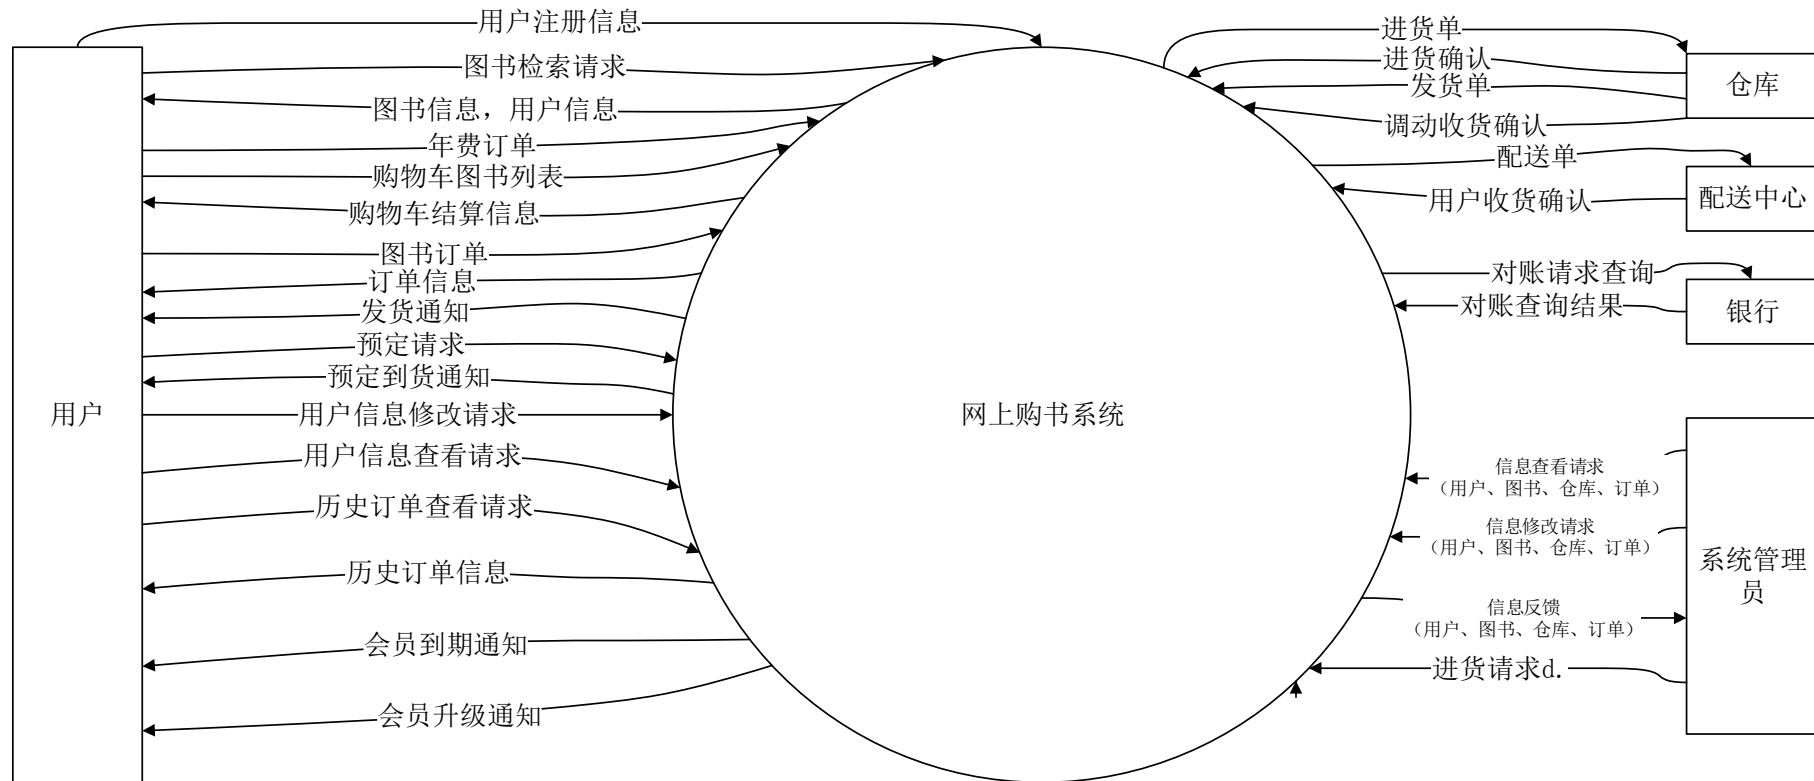 用户注册信息
图书检索请求
图书信息，用户信息
年费订单
购物车图书列表
购物车结算信息
图书订单
订单信息
发货通知
预定请求
预定到货通知
用户
用户信息修改请求
用户信息查看请求
历史订单查看请求
历史订单信息
会员到期通知
会员升级通知
网上购书系统
进货单
进货确认
发货单
调动收货确认
仓库
配送单
用户收货确认
配送中心
对账请求查询
对账查询结果
银行
信息查看请求
（用户、图书、仓库、订单）
信息修改请求
（用户、图书、仓库、订单）
信息反馈
（用户、图书、仓库、订单）
进货请求d.
系统管理
员